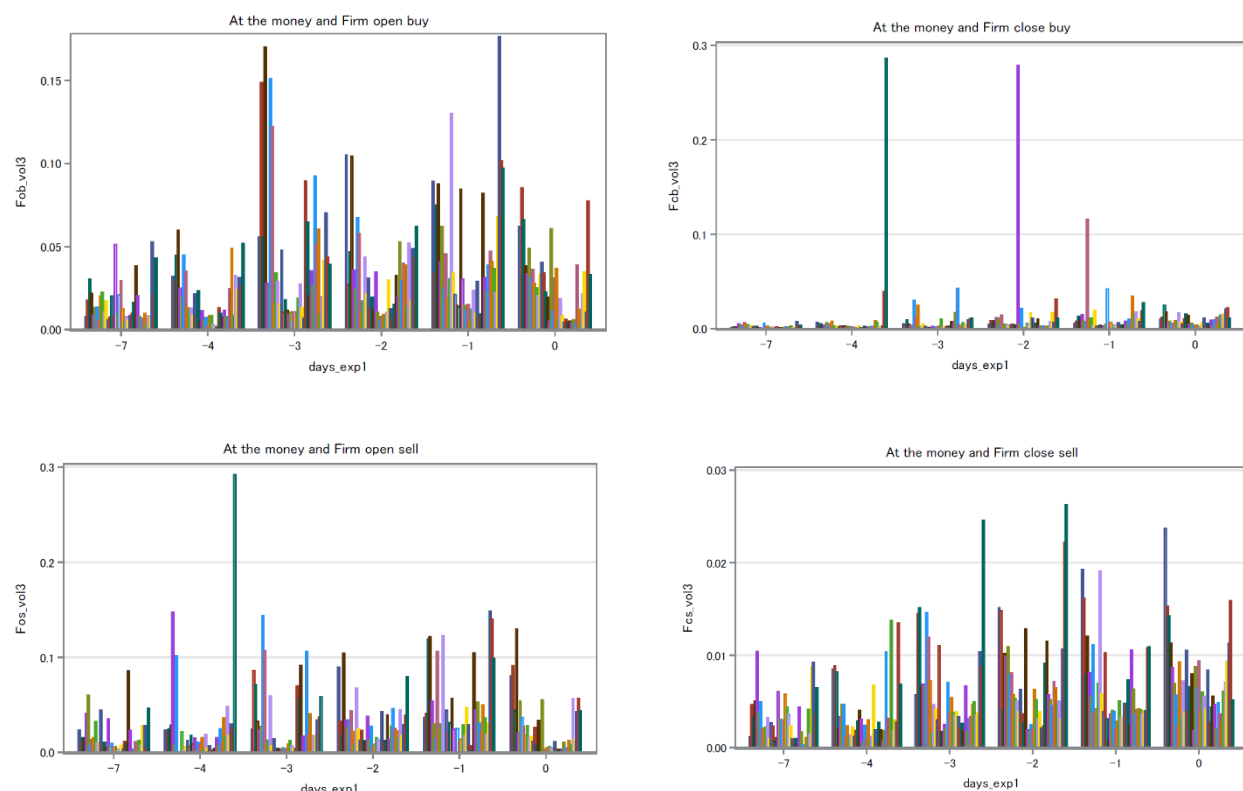 At the money and Firm open buy
Fob_vol3
0.15
0.10
0.05
0.00
-7 -4 -3 -2 -1 0
days_exp1
At the money and Firm close buy
Fcb_vol3
0.3
0.2
0.1
0.0
-7 -4 -3 -2 -1 0
days_exp1
At the money and Firm open sell
Fos_vol3
0.3
0.2
0.1
0.0
-7 -4 -3 -2 -1 0
days_exp1
At the money and Firm close sell
Fcs_vol3
0.03
0.02
0.01
0.00
-7 -4 -3 -2 -1 0
days_exp1